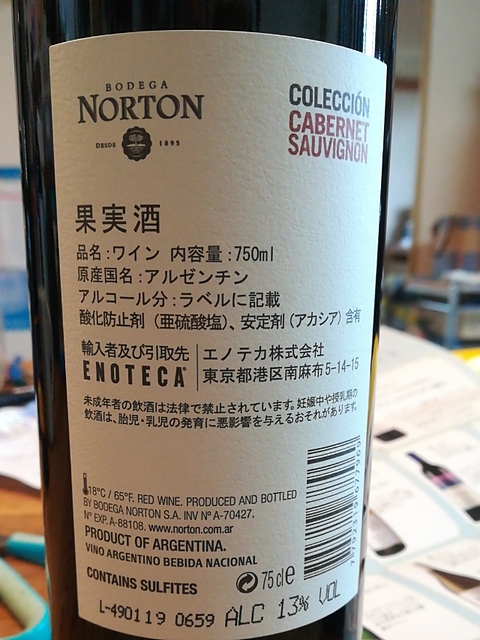 BODEGA
NORTON
DESDE 1895
COLECCIÓN
CABERNET
SAUVIGNON
果実酒
品名:ワイン 内容量:750ml
原産国名:アルゼンチン
アルコール分:ラベルに記載
酸化防止剤(亜硫酸塩)、安定剤(アカシア)含有
輸入者及び引取先
ENOTECA
エノテカ株式会社
東京都港区南麻布5-14-15
未成年者の飲酒は法律で禁止されています。妊娠中や授乳期の
飲酒は、胎児・乳児の発育に悪影響を与えるおそれがあります。
18°C / 65°F. RED WINE. PRODUCED AND BOTTLED
BY BODEGA NORTON S.A. INV Nº A-70427.
Nº EXP. A-88108. www.norton.com.ar
PRODUCT OF ARGENTINA.
VINO ARGENTINO BEBIDA NACIONAL
CONTAINS SULFITES
75 cl e
L-490119 0659 ALC 13% VOL